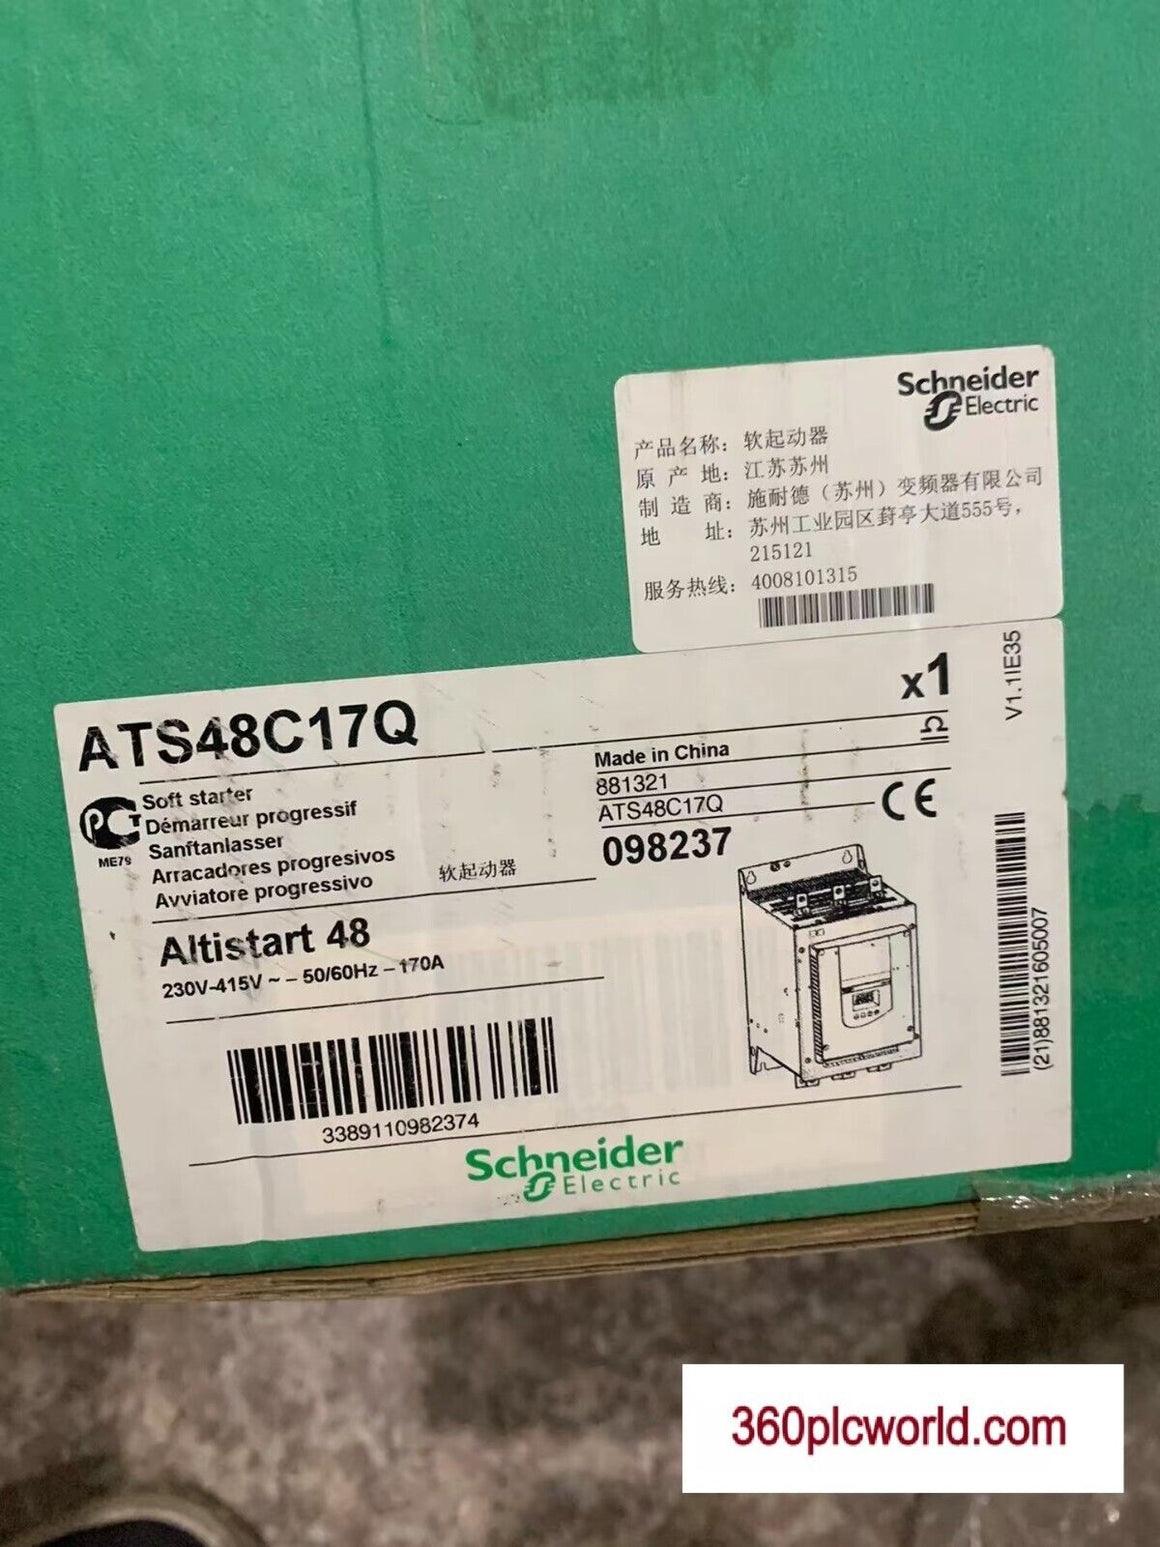 Schneider
Electric
产品名称：软起动器
原 产 地：江苏苏州
制 造 商：施耐德（苏州）变频器有限公司
地 址：苏州工业园区葑亭大道555号，
215121
服务热线：4008101315
V1.1IE35
ATS48C17Q
x1
Made in China
881321
ATS48C17Q
098237
CE
PCT
ME79
Soft starter
Démarreur progressif
Sanftanlasser
Arracadores progresivos
Avviatore progressivo
软起动器
Altistart 48
230V-415V ~ – 50/60Hz – 170A
3389110982374
(21)881321605007
Schneider
Electric
360plcworld.com